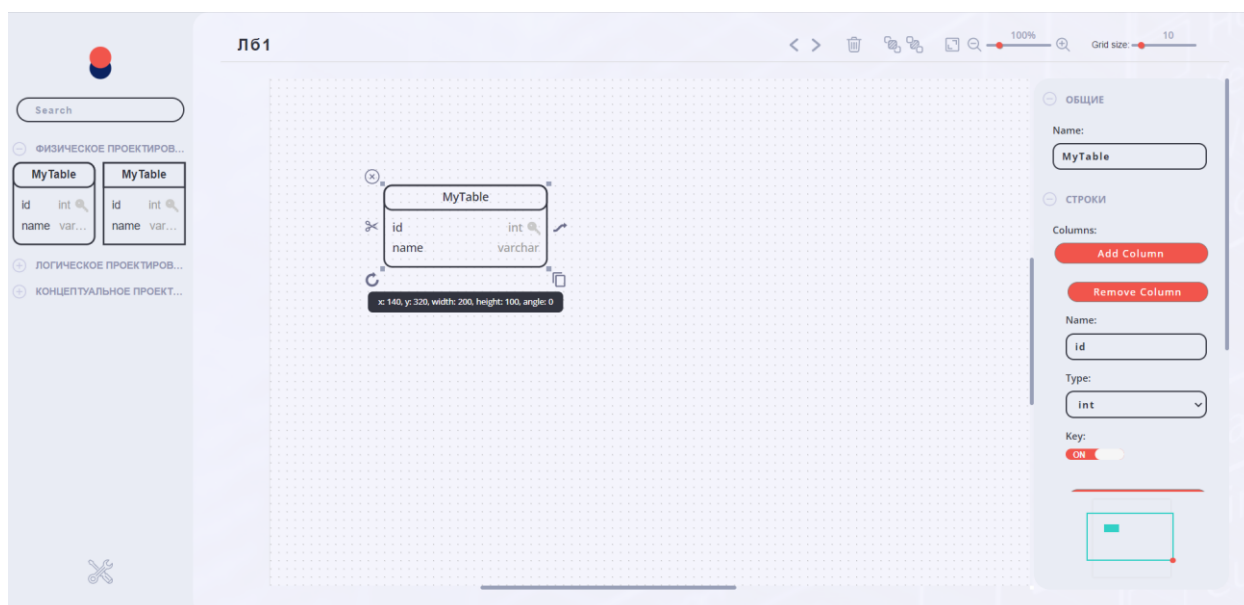 Лб1
100%
Grid size:
10
Search
ФИЗИЧЕСКОЕ ПРОЕКТИРОВ...
MyTable
id int
name var...
MyTable
id int
name var...
ЛОГИЧЕСКОЕ ПРОЕКТИРОВ...
КОНЦЕПТУАЛЬНОЕ ПРОЕКТ...
MyTable
id int
name varchar
x: 140, y: 320, width: 200, height: 100, angle: 0
ОБЩИЕ
Name:
MyTable
СТРОКИ
Columns:
Add Column
Remove Column
Name:
id
Type:
int
Key:
ON